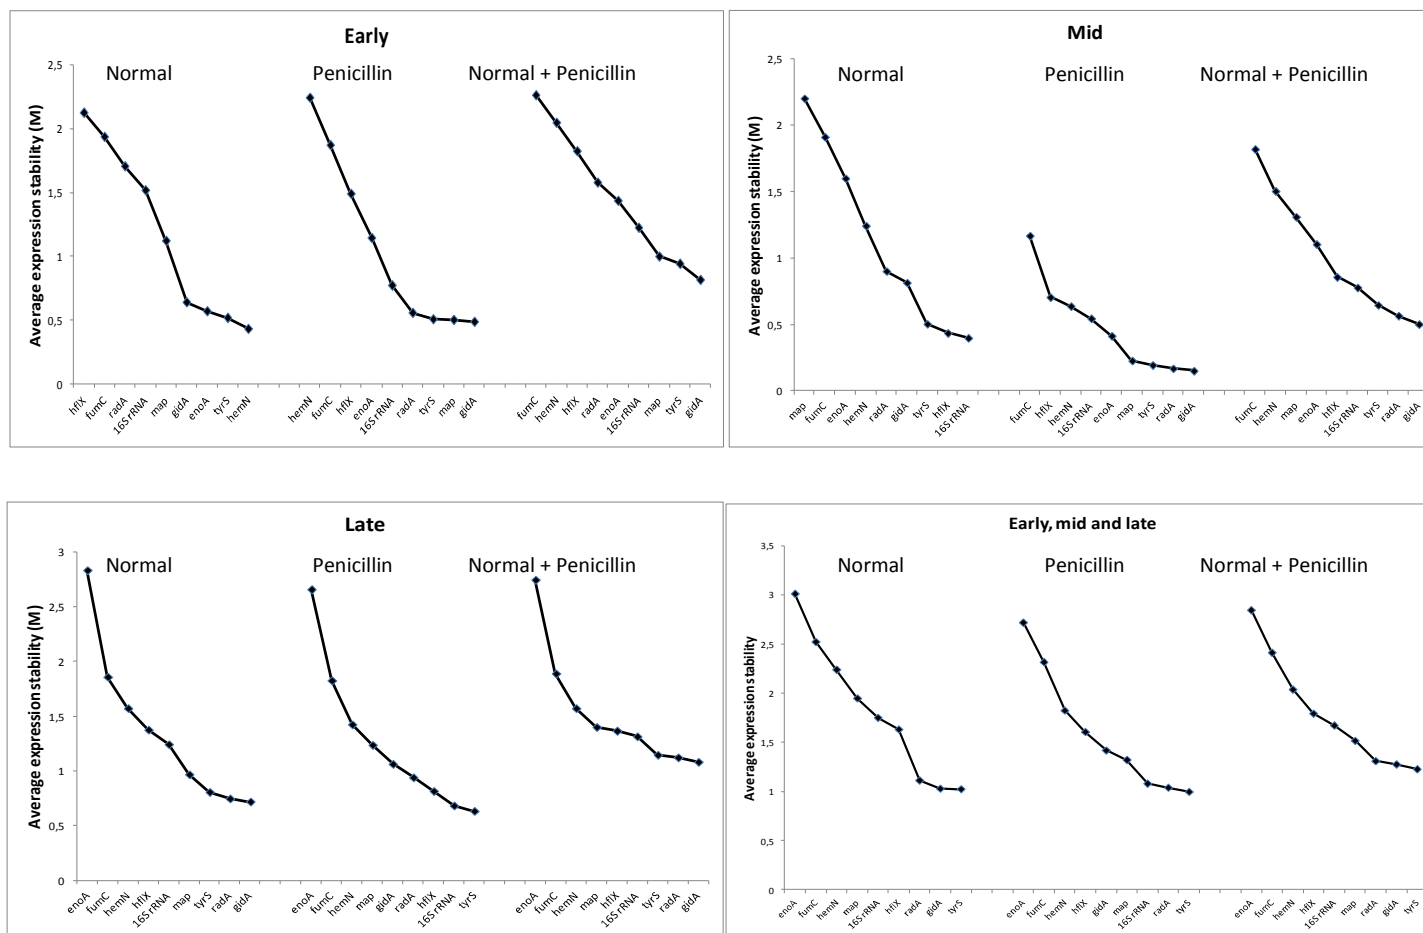 Early
Normal Penicillin Normal + Penicillin
Average expression stability (M)
2,5
2
1,5
1
0,5
0
hflX fumC radA 16S rRNA map gidA enoA tyrS hemN
hemN fumC hflX enoA 16S rRNA radA tyrS map gidA
fumC hemN hflX radA enoA 16S rRNA map tyrS gidA
Mid
Normal Penicillin Normal + Penicillin
Average expression stability (M)
2,5
2
1,5
1
0,5
0
map fumC enoA hemN radA gidA tyrS hflX 16S rRNA
fumC hflX hemN 16S rRNA enoA map tyrS radA gidA
fumC hemN map enoA hflX 16S rRNA tyrS radA gidA
Late
Normal Penicillin Normal + Penicillin
Average expression stability (M)
3
2,5
2
1,5
1
0,5
0
enoA fumC hemN hflX 16S rRNA map tyrS radA gidA
enoA fumC hemN map gidA radA hflX 16S rRNA tyrS
enoA fumC hemN map hflX 16S rRNA tyrS radA gidA
Early, mid and late
Normal Penicillin Normal + Penicillin
Average expression stability
3,5
3
2,5
2
1,5
1
0,5
0
enoA fumC hemN map 16S rRNA hflX radA gidA tyrS
enoA fumC hemN hflX gidA map 16S rRNA radA tyrS
enoA fumC hemN hflX 16S rRNA map radA gidA tyrS